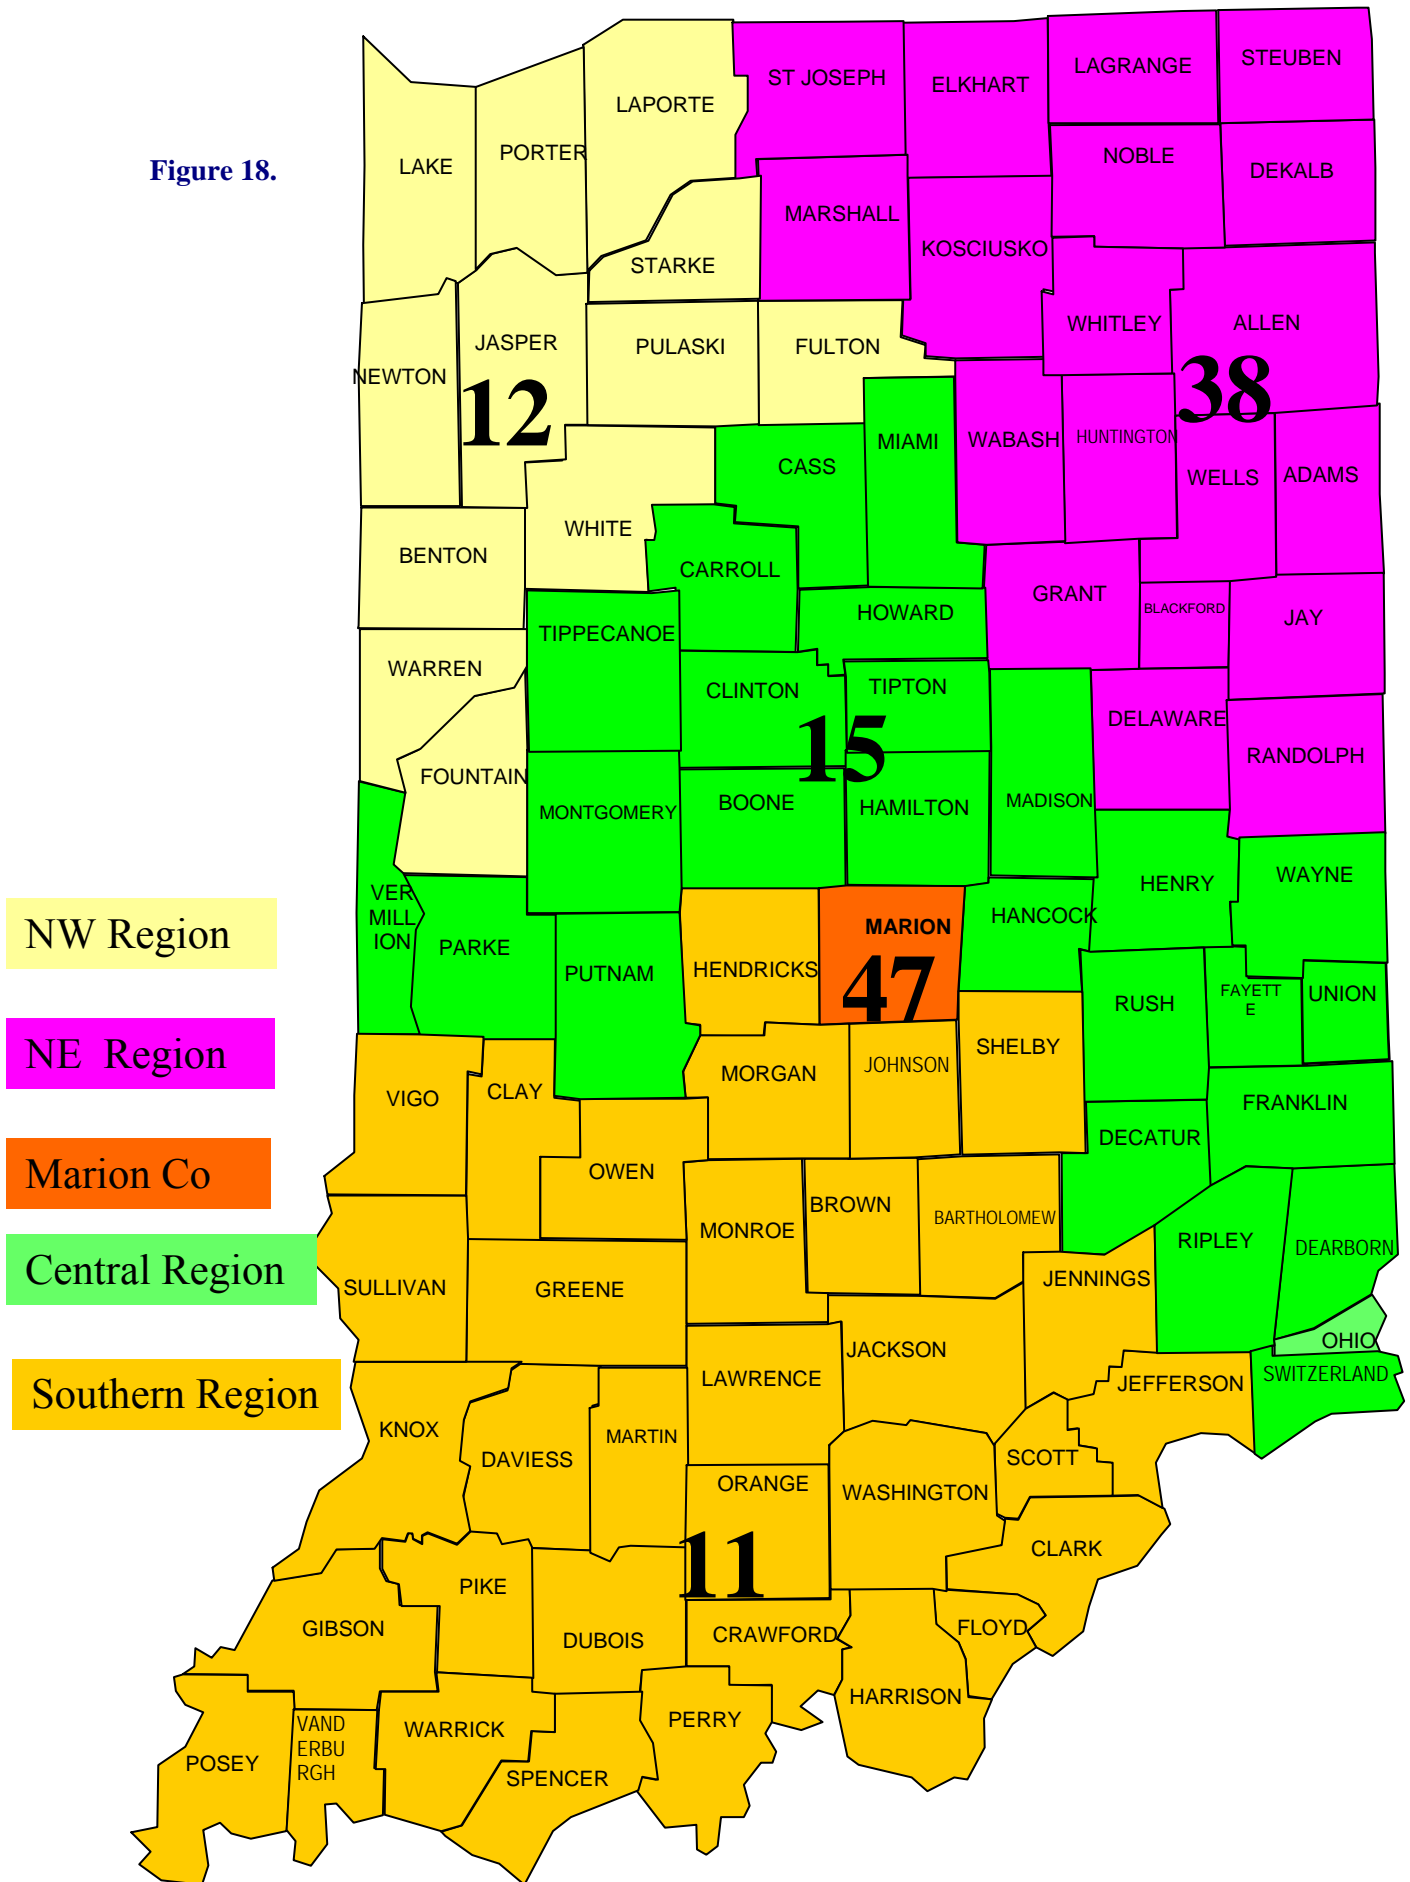 Figure 18.
LAKE
PORTER
LAPORTE
ST JOSEPH
ELKHART
LAGRANGE
STEUBEN
NOBLE
DEKALB
STARKE
MARSHALL
KOSCIUSKO
NEWTON
JASPER
12
PULASKI
FULTON
WHITLEY
ALLEN
38
MIAMI
WABASH
HUNTINGTON
WELLS
ADAMS
CASS
WHITE
BENTON
CARROLL
HOWARD
GRANT
BLACKFORD
JAY
TIPPECANOE
WARREN
CLINTON
TIPTON
15
DELAWARE
RANDOLPH
FOUNTAIN
MONTGOMERY
BOONE
HAMILTON
MADISON
HENRY
WAYNE
VER
MILL
ION
PARKE
PUTNAM
HENDRICKS
MARION
47
HANCOCK
RUSH
FAYETT
E
UNION
NW Region
NE Region
Marion Co
Central Region
Southern Region
VIGO
CLAY
MORGAN
JOHNSON
SHELBY
DECATUR
FRANKLIN
OWEN
MONROE
BROWN
BARTHOLOMEW
RIPLEY
DEARBORN
SULLIVAN
GREENE
JENNINGS
JACKSON
OHIO
SWITZERLAND
JEFFERSON
LAWRENCE
KNOX
DAVIESS
MARTIN
ORANGE
11
WASHINGTON
SCOTT
CLARK
PIKE
GIBSON
DUBOIS
CRAWFORD
FLOYD
HARRISON
PERRY
WARRICK
VAND
ERBU
RGH
POSEY
SPENCER